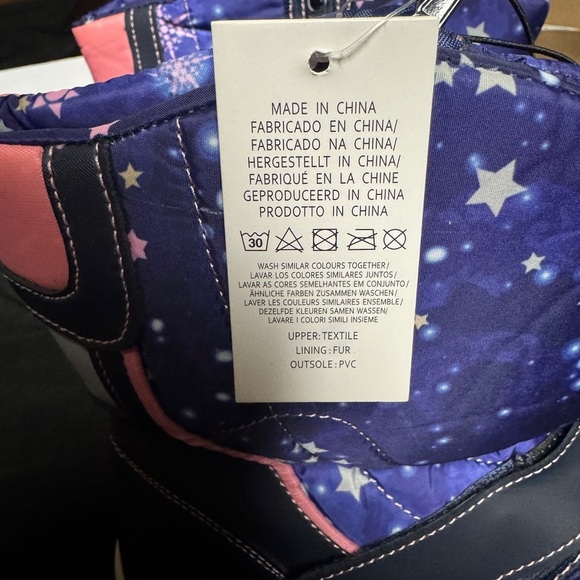 MADE IN CHINA
FABRICADO EN CHINA/
FABRICADO NA CHINA/
HERGESTELLT IN CHINA/
FABRIQUÉ EN LA CHINE
GEPRODUCEERD IN CHINA/
PRODOTTO IN CHINA/
30
WASH SIMILAR COLOURS TOGETHER/
LAVAR LOS COLORES SIMILARES JUNTOS/
LAVAR AS CORES SEMELHANTES EM CONJUNTO/
ÄHNLICHE FARBEN ZUSAMMEN WASCHEN/
LAVER LES COULEURS SIMILAIRES ENSEMBLE/
DEZELFDE KLEUREN SAMEN WASSEN/
LAVARE I COLORI SIMILI INSIEME
UPPER: TEXTILE
LINING: FUR
OUTSOLE: PVC